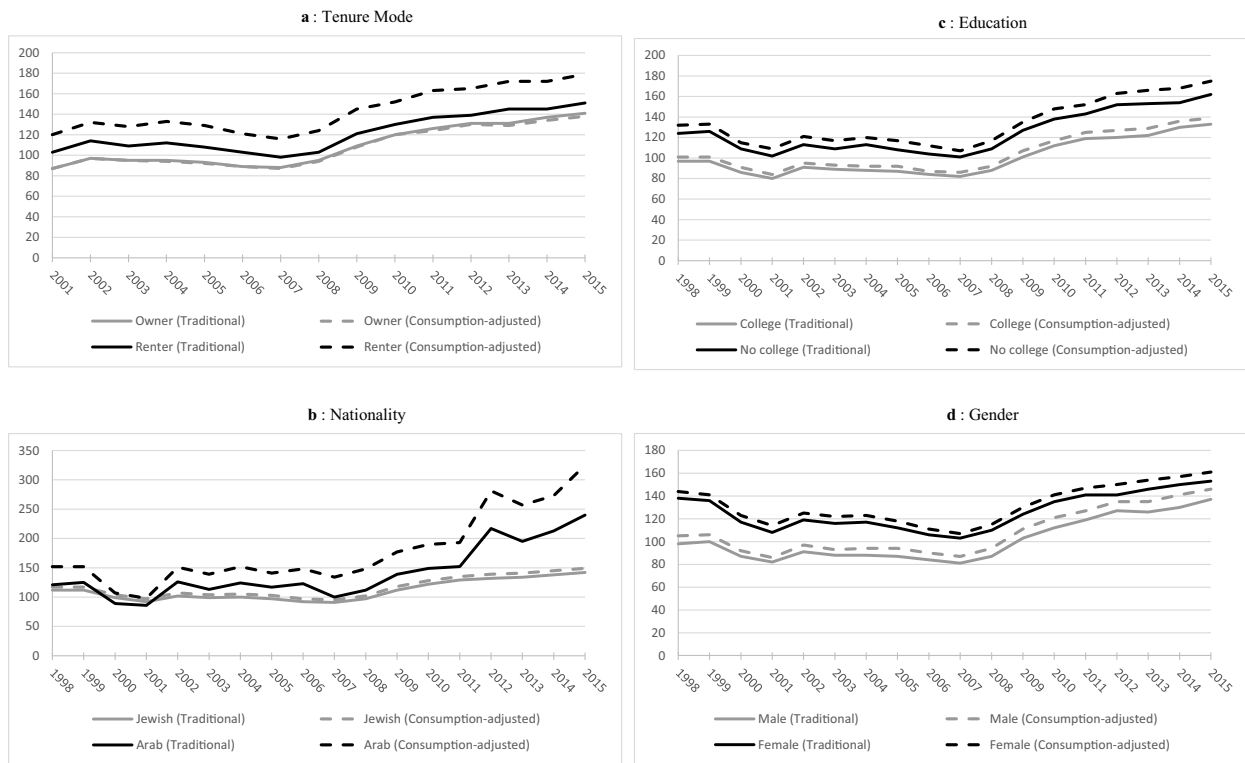 a : Tenure Mode
200
180
160
140
120
100
80
60
40
20
0
2001 2002 2003 2004 2005 2006 2007 2008 2009 2010 2011 2012 2013 2014 2015
Owner (Traditional) Owner (Consumption-adjusted)
Renter (Traditional) Renter (Consumption-adjusted)
c : Education
200
180
160
140
120
100
80
60
40
20
0
1998 1999 2000 2001 2002 2003 2004 2005 2006 2007 2008 2009 2010 2011 2012 2013 2014 2015
College (Traditional) College (Consumption-adjusted)
No college (Traditional) No college (Consumption-adjusted)
b : Nationality
350
300
250
200
150
100
50
0
1998 1999 2000 2001 2002 2003 2004 2005 2006 2007 2008 2009 2010 2011 2012 2013 2014 2015
Jewish (Traditional) Jewish (Consumption-adjusted)
Arab (Traditional) Arab (Consumption-adjusted)
d : Gender
180
160
140
120
100
80
60
40
20
0
1998 1999 2000 2001 2002 2003 2004 2005 2006 2007 2008 2009 2010 2011 2012 2013 2014 2015
Male (Traditional) Male (Consumption-adjusted)
Female (Traditional) Female (Consumption-adjusted)